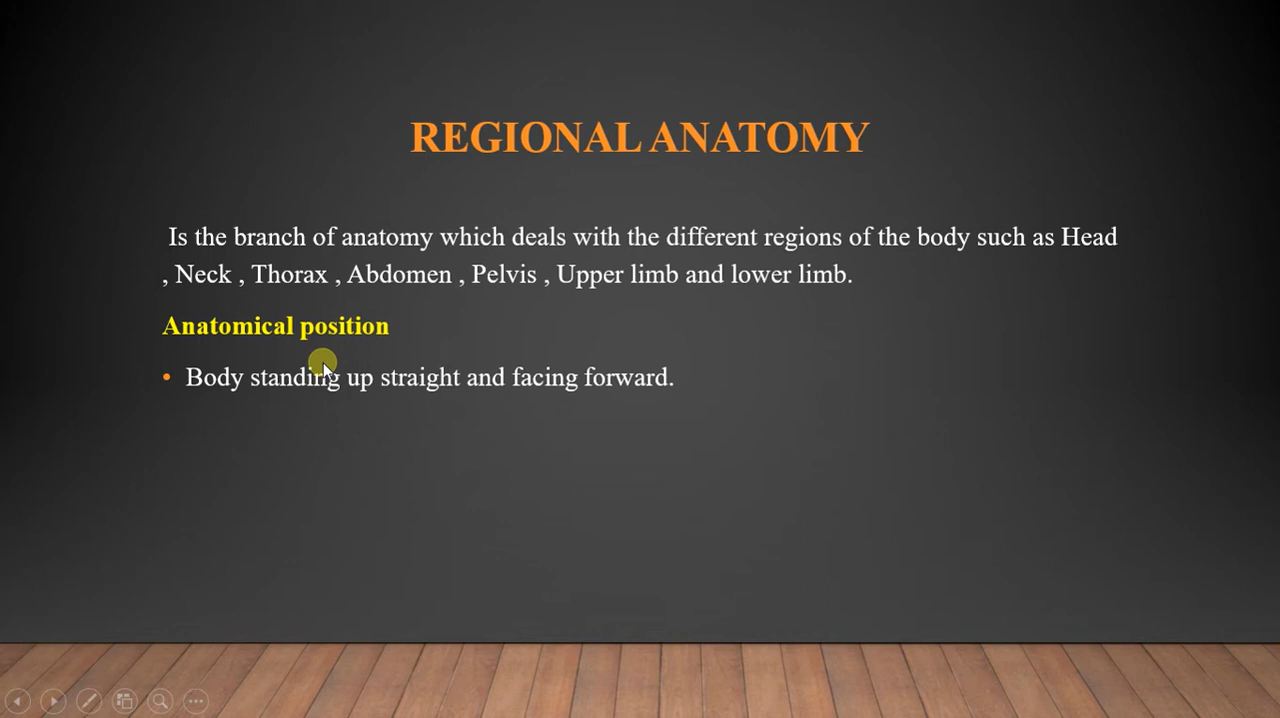 REGIONAL ANATOMY
Is the branch of anatomy which deals with the different regions of the body such as Head
, Neck , Thorax , Abdomen , Pelvis , Upper limb and lower limb.
Anatomical position
• Body standing up straight and facing forward.